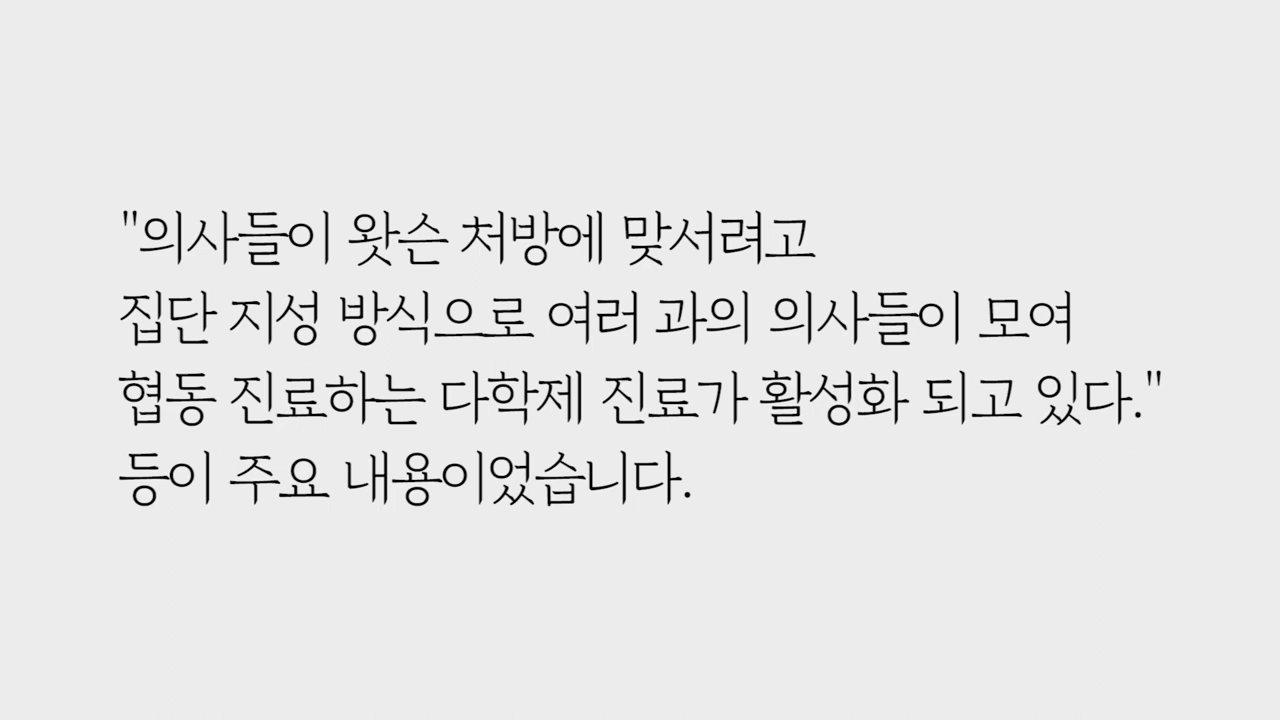 "의사들이 왓슨 처방에 맞서려고
집단 지성 방식으로 여러 과의 의사들이 모여
협동 진료하는 다학제 진료가 활성화 되고 있다."
등이 주요 내용이었습니다.